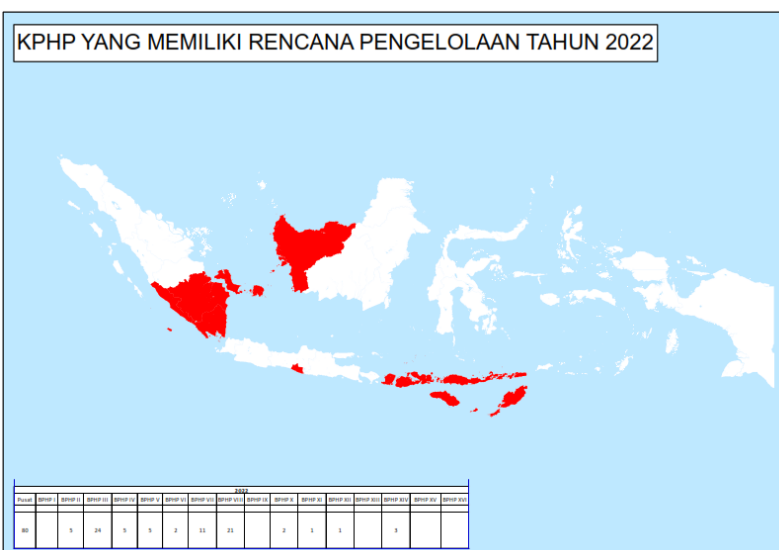 KPHP YANG MEMILIKI RENCANA PENGELOLAAN TAHUN 2022
2022
Pusat BPHP I BPHP II BPHP III BPHP IV BPHP V BPHP VI BPHP VII BPHP VIII BPHP IX BPHP X BPHP XI BPHP XII BPHP XIII BPHP XIV BPHP XV BPHP XVI
80 5 24 5 5 2 11 21 2 1 1 3